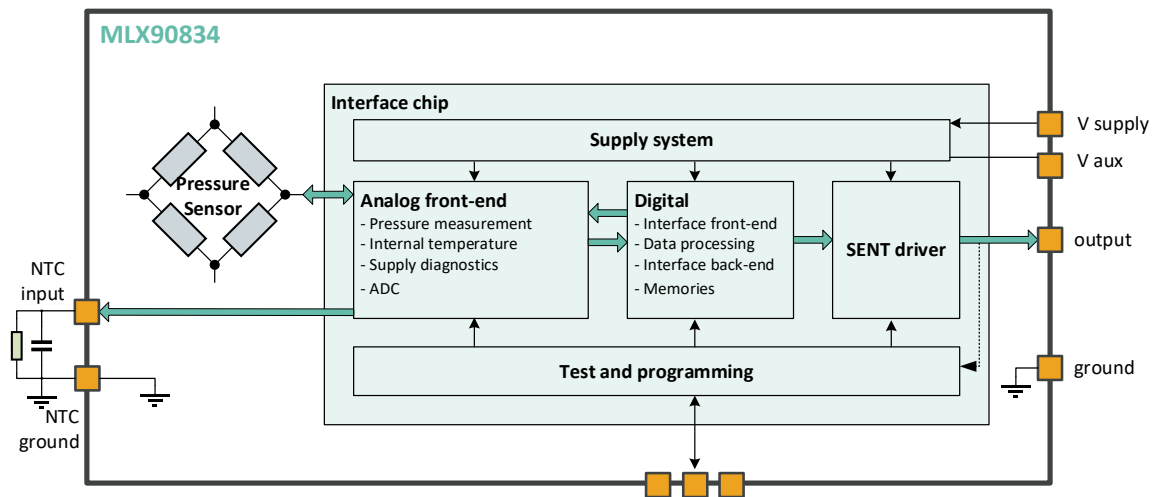 MLX90834
Interface chip
Supply system
V supply
V aux
Pressure
Sensor
Analog front-end
- Pressure measurement
- Internal temperature
- Supply diagnostics
- ADC
Digital
- Interface front-end
- Data processing
- Interface back-end
- Memories
SENT driver
output
NTC
input
Test and programming
ground
NTC
ground